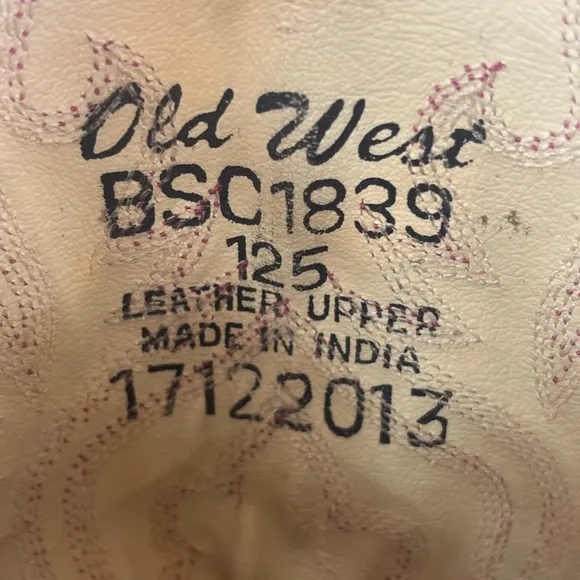 Old West
BSC1839
125
LEATHER UPPER
MADE IN INDIA
17122013